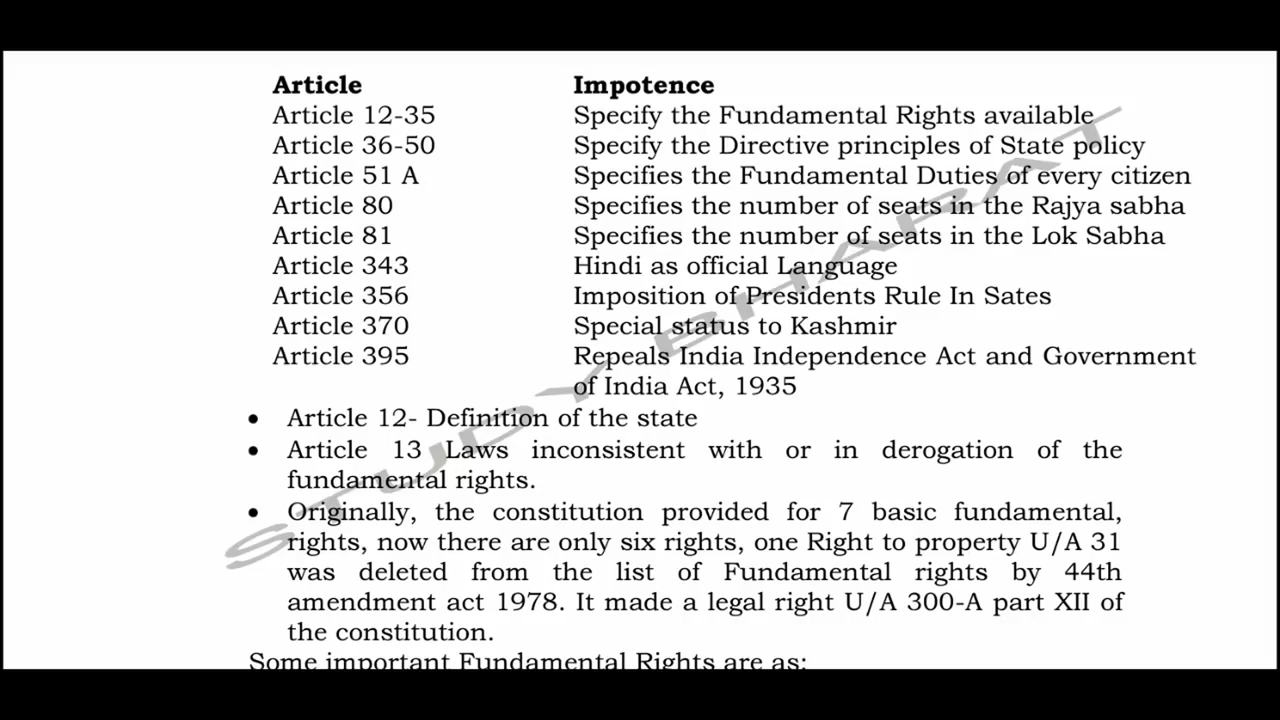 Article Impotence
Article 12-35 Specify the Fundamental Rights available
Article 36-50 Specify the Directive principles of State policy
Article 51 A Specifies the Fundamental Duties of every citizen
Article 80 Specifies the number of seats in the Rajya sabha
Article 81 Specifies the number of seats in the Lok Sabha
Article 343 Hindi as official Language
Article 356 Imposition of Presidents Rule In Sates
Article 370 Special status to Kashmir
Article 395 Repeals India Independence Act and Government
of India Act, 1935
• Article 12- Definition of the state
• Article 13 Laws inconsistent with or in derogation of the
fundamental rights.
• Originally, the constitution provided for 7 basic fundamental,
rights, now there are only six rights, one Right to property U/A 31
was deleted from the list of Fundamental rights by 44th
amendment act 1978. It made a legal right U/A 300-A part XII of
the constitution.
Some important Fundamental Rights are as:
STUDY BHARAT